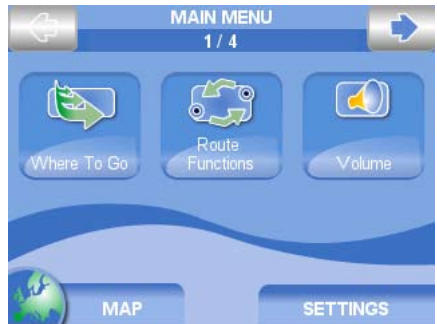 MAIN MENU
1 / 4
Where To Go
Route
Functions
Volume
MAP
SETTINGS